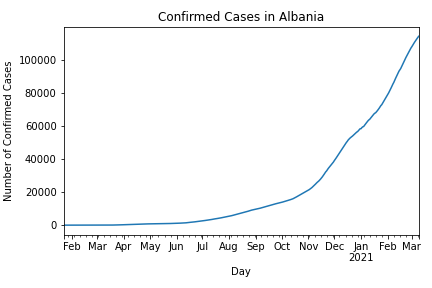 Confirmed Cases in Albania
Number of Confirmed Cases
100000
80000
60000
40000
20000
0
Feb Mar Apr May Jun Jul Aug Sep Oct Nov Dec Jan Feb Mar
2021
Day